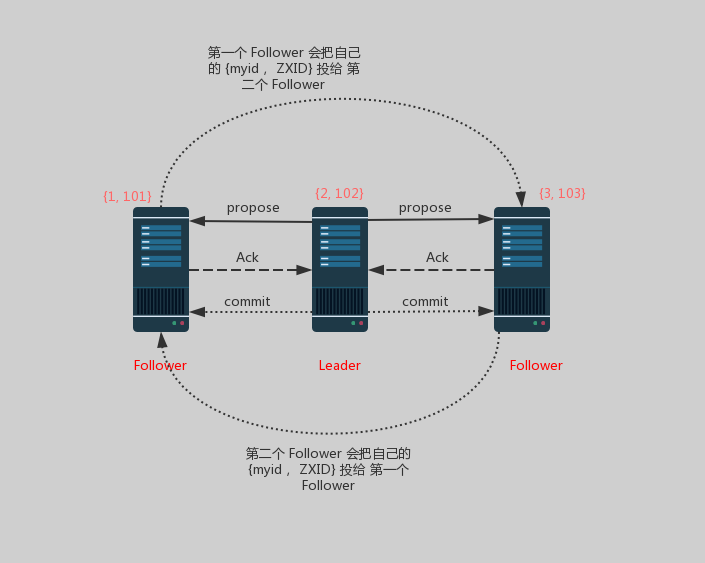 第一个 Follower 会把自己
的 {myid ，ZXID} 投给 第
二个 Follower
{1, 101}
{2, 102}
{3, 103}
propose
propose
Ack
Ack
commit
commit
Follower
Leader
Follower
第二个 Follower 会把自己的
{myid ，ZXID} 投给 第一个
Follower